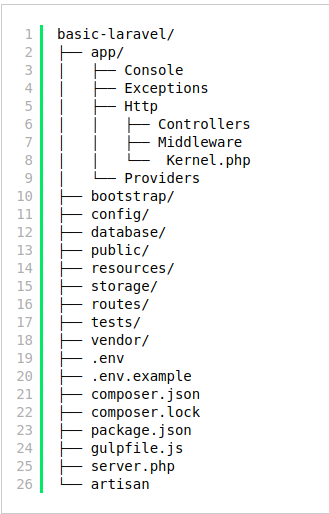 1 basic-laravel/
2 ├── app/
3 │   ├── Console
4 │   ├── Exceptions
5 │   ├── Http
6 │   │   ├── Controllers
7 │   │   ├── Middleware
8 │   │   └──  Kernel.php
9 │   └── Providers
10 ├── bootstrap/
11 ├── config/
12 ├── database/
13 ├── public/
14 ├── resources/
15 ├── storage/
16 ├── routes/
17 ├── tests/
18 ├── vendor/
19 ├── .env
20 ├── .env.example
21 ├── composer.json
22 ├── composer.lock
23 ├── package.json
24 ├── gulpfile.js
25 ├── server.php
26 └── artisan